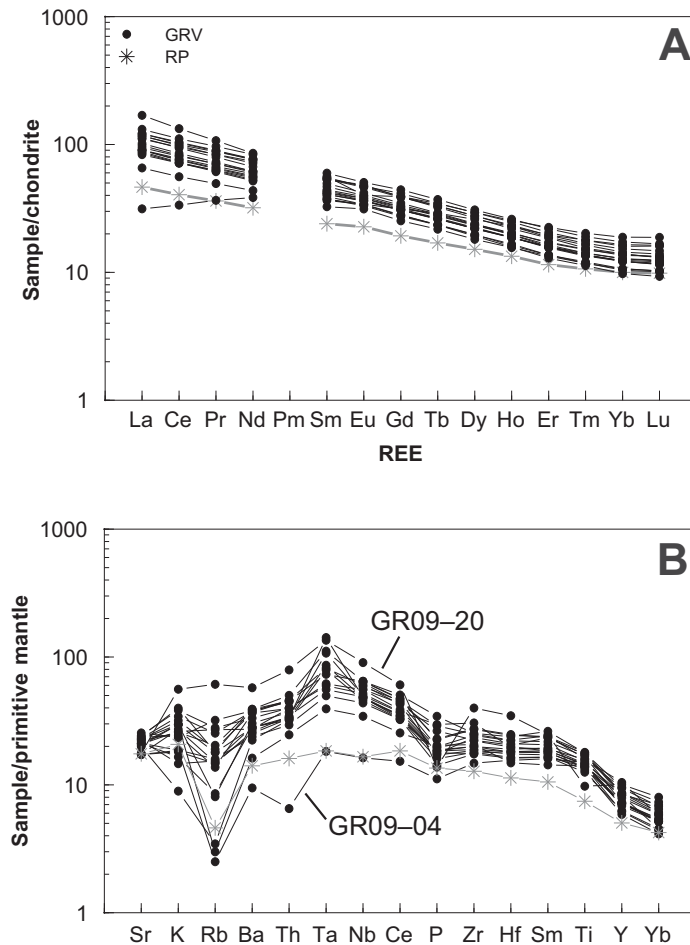 1000
GRV
RP
A
100
10
1
Sample/chondrite
La Ce Pr Nd Pm Sm Eu Gd Tb Dy Ho Er Tm Yb Lu
REE
1000
B
GR09–20
100
10
GR09–04
1
Sample/primitive mantle
Sr K Rb Ba Th Ta Nb Ce P Zr Hf Sm Ti Y Yb